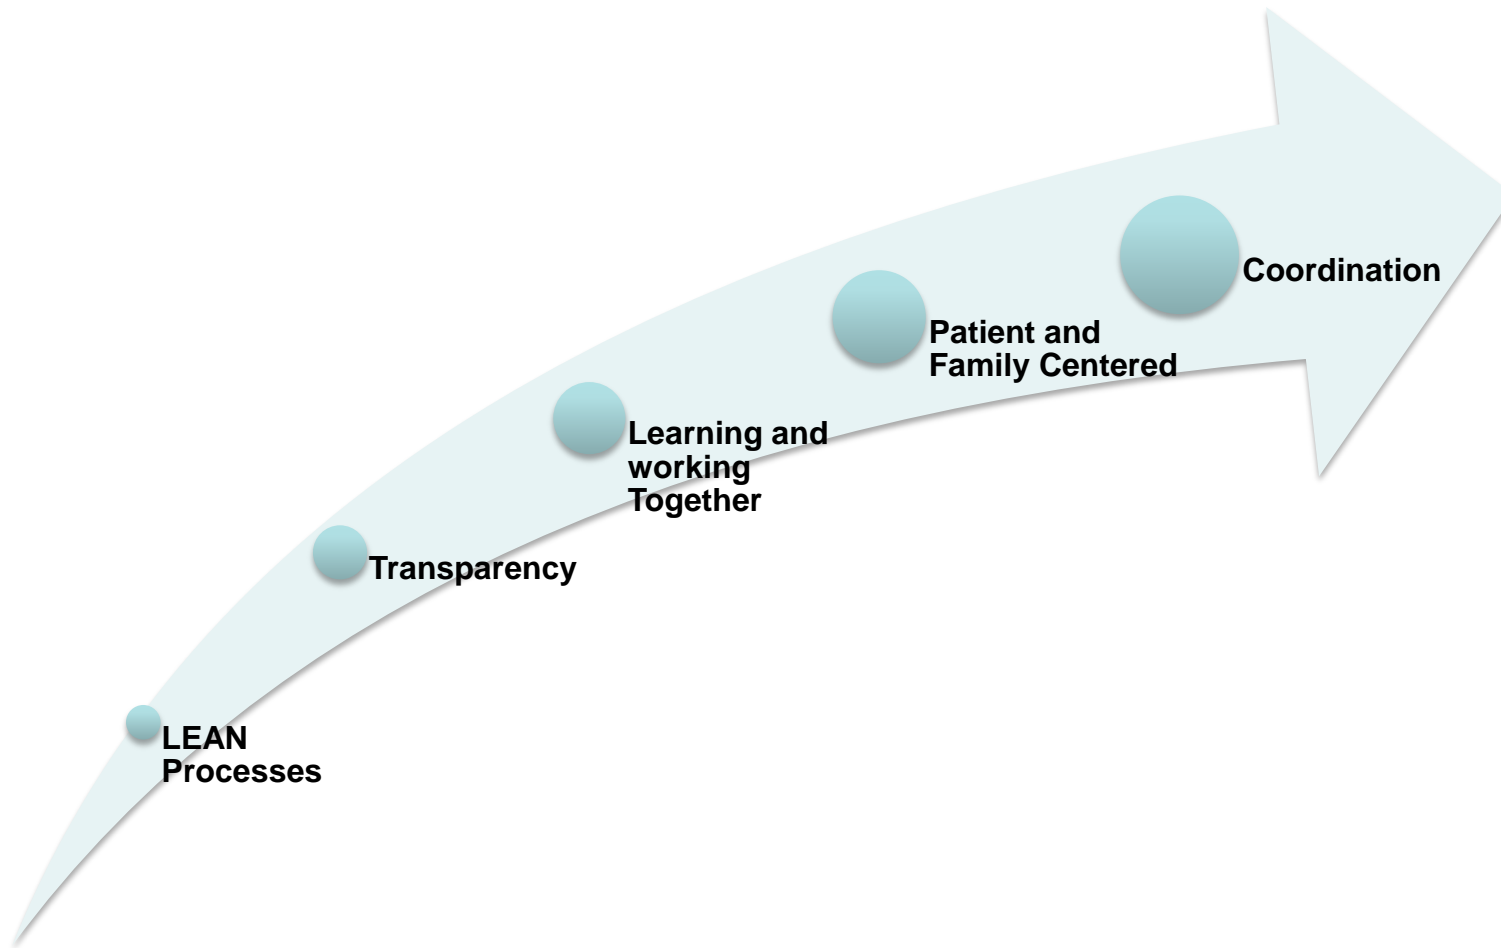 Coordination
Patient and
Family Centered
Learning and
working
Together
Transparency
LEAN
Processes